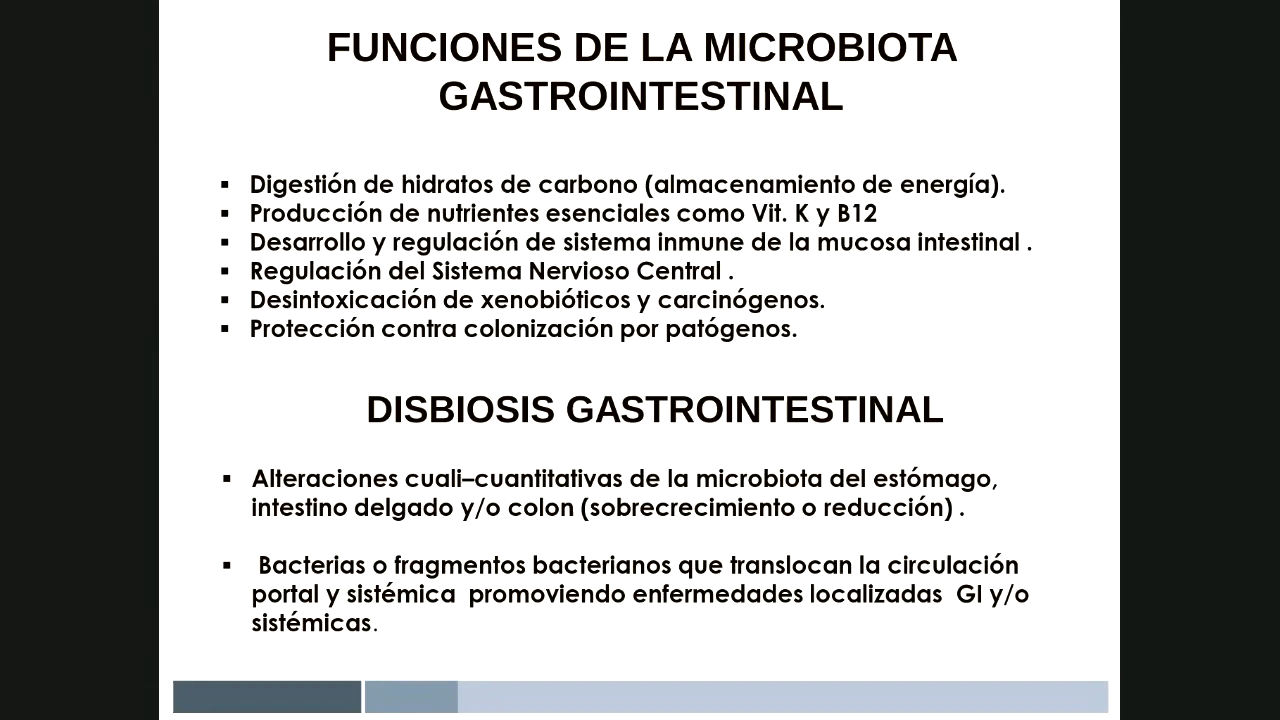 FUNCIONES DE LA MICROBIOTA
GASTROINTESTINAL
▪ Digestión de hidratos de carbono (almacenamiento de energía).
▪ Producción de nutrientes esenciales como Vit. K y B12
▪ Desarrollo y regulación de sistema inmune de la mucosa intestinal .
▪ Regulación del Sistema Nervioso Central .
▪ Desintoxicación de xenobióticos y carcinógenos.
▪ Protección contra colonización por patógenos.
DISBIOSIS GASTROINTESTINAL
▪ Alteraciones cuali–cuantitativas de la microbiota del estómago,
intestino delgado y/o colon (sobrecrecimiento o reducción) .
▪ Bacterias o fragmentos bacterianos que translocan la circulación
portal y sistémica promoviendo enfermedades localizadas GI y/o
sistémicas.